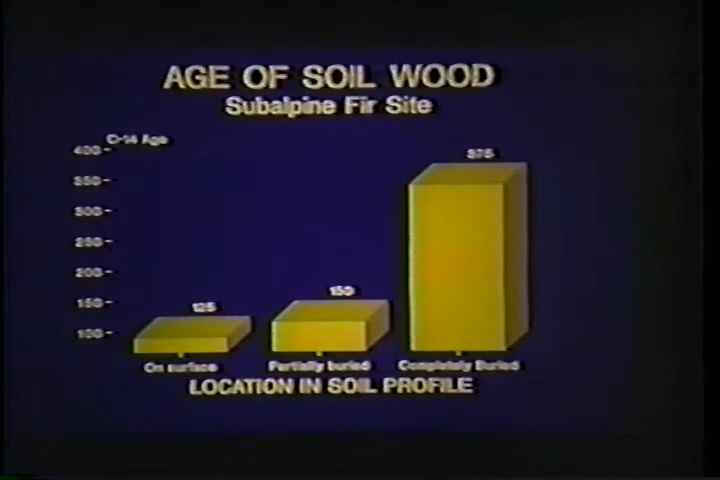 AGE OF SOIL WOOD
Subalpine Fir Site
C-14 Age
400
350
300
250
200
150
100
125
150
375
On surface
Partially buried
Completely Buried
LOCATION IN SOIL PROFILE